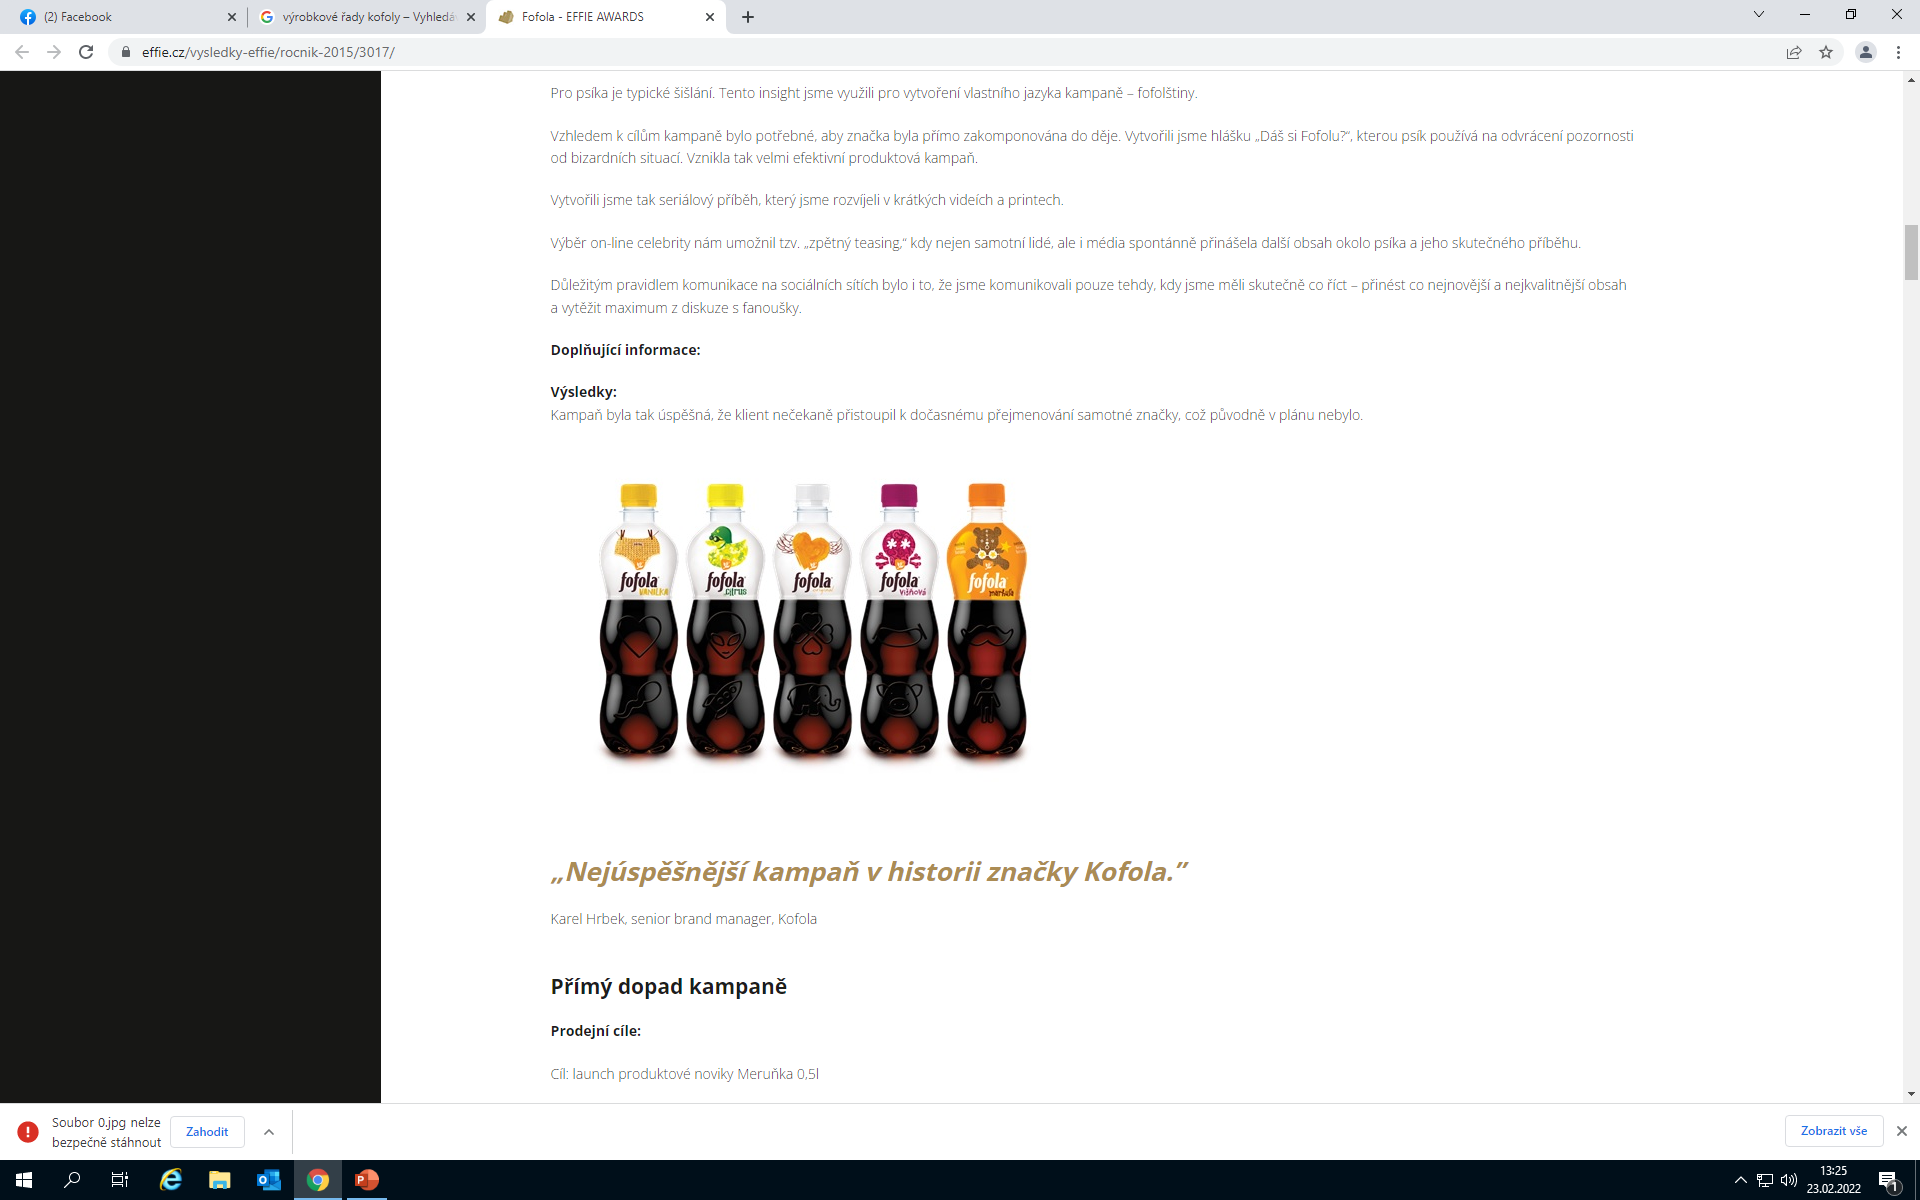 (2) Facebook
výrobkové řady kofoly – Vyhledá
Fofola - EFFIE AWARDS
effie.cz/vysledky-effie/rocnik-2015/3017/
Pro psíka je typické šišlání. Tento insight jsme využili pro vytvoření vlastního jazyka kampaně – fofolštiny.
Vzhledem k cílům kampaně bylo potřebné, aby značka byla přímo zakomponována do děje. Vytvořili jsme hlášku „Dáš si Fofolu?“, kterou psík používá na odvrácení pozornosti
od bizardních situací. Vznikla tak velmi efektivní produktová kampaň.
Vytvořili jsme tak seriálový příběh, který jsme rozvíjeli v krátkých videích a printech.
Výběr on-line celebrity nám umožnil tzv. „zpětný teasing,“ kdy nejen samotní lidé, ale i média spontánně přinášela další obsah okolo psíka a jeho skutečného příběhu.
Důležitým pravidlem komunikace na sociálních sítích bylo i to, že jsme komunikovali pouze tehdy, kdy jsme měli skutečně co říct – přinést co nejnovější a nejkvalitnější obsah
a vytěžit maximum z diskuze s fanoušky.
Doplňující informace:
Výsledky:
Kampaň byla tak úspěšná, že klient nečekaně přistoupil k dočasnému přejmenování samotné značky, což původně v plánu nebylo.
fofola fofola fofola fofola fofola
VANILKA citrus višňová meruňka
„Nejúspěšnější kampaň v historii značky Kofola.”
Karel Hrbek, senior brand manager, Kofola
Přímý dopad kampaně
Prodejní cíle:
Cíl: launch produktové noviky Meruňka 0,5l
Soubor 0.jpg nelze
bezpečně stáhnout
Zahodit
Zobrazit vše
13:25
23.02.2022
1